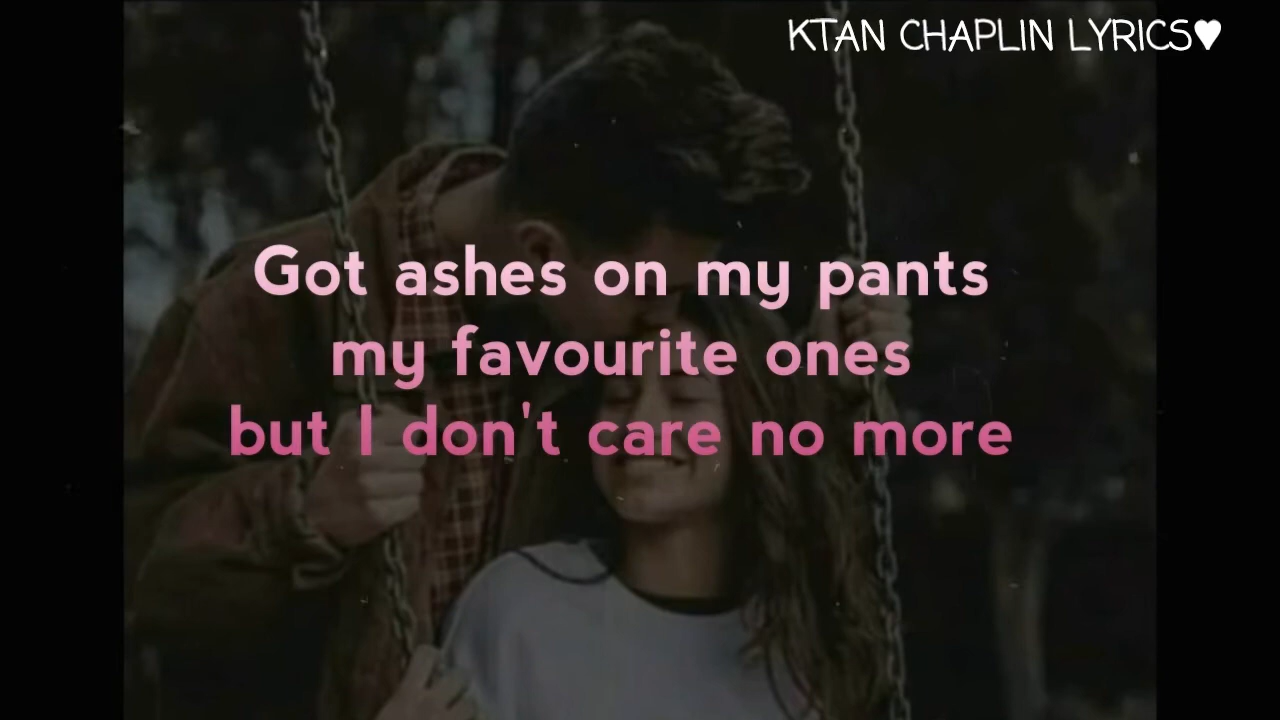 KTAN CHAPLIN LYRICS♥
Got ashes on my pants
my favourite ones
but I don't care no more